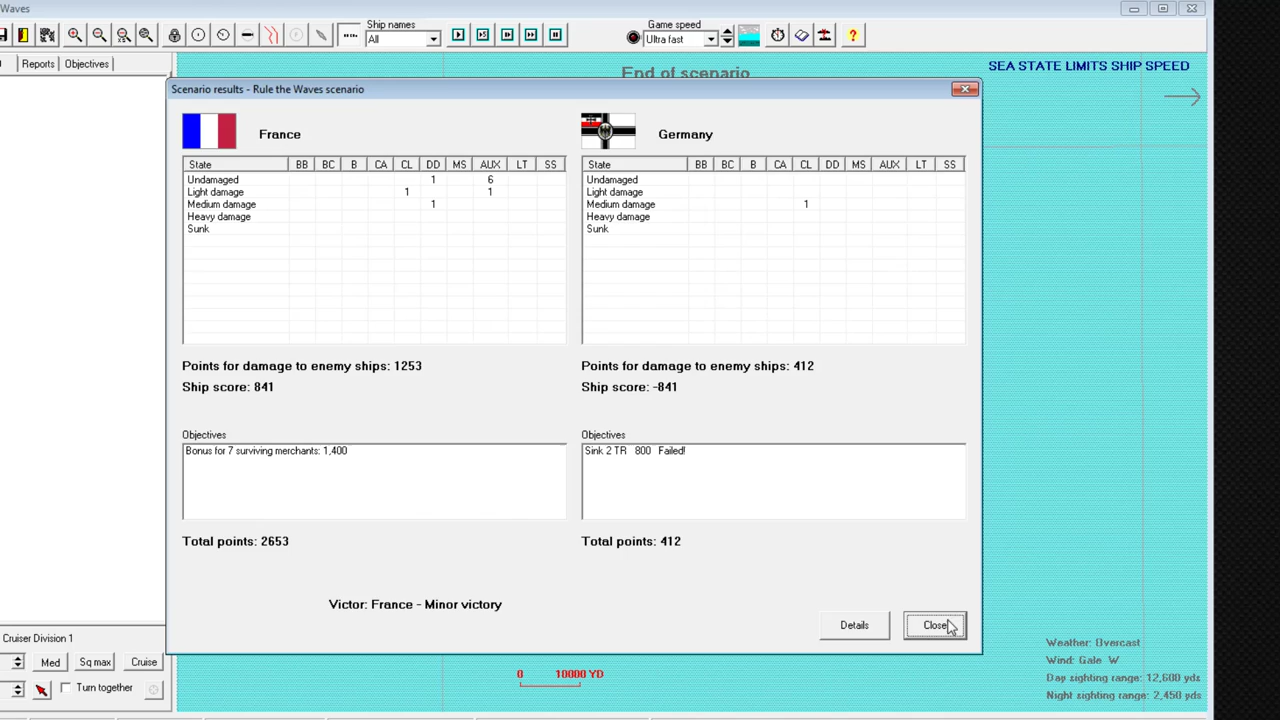 Waves
Ship names
Game speed
All
Ultra fast
Reports
Objectives
End of scenario
SEA STATE LIMITS SHIP SPEED
Scenario results - Rule the Waves scenario
France
Germany
State BB BC B CA CL DD MS AUX LT SS
Undamaged 1 6
Light damage 1 1
Medium damage 1
Heavy damage
Sunk
State BB BC B CA CL DD MS AUX LT SS
Undamaged
Light damage
Medium damage 1
Heavy damage
Sunk
Points for damage to enemy ships: 1253
Ship score: 841
Points for damage to enemy ships: 412
Ship score: -841
Objectives
Bonus for 7 surviving merchants: 1,400
Objectives
Sink 2 TR 800 Failed!
Total points: 2653
Total points: 412
Victor: France - Minor victory
Details
Close
Cruiser Division 1
Med
Sq max
Cruise
Turn together
0 10000 YD
Weather: Overcast
Wind: Gale W
Day sighting range: 12,600 yds
Night sighting range: 2,450 yds